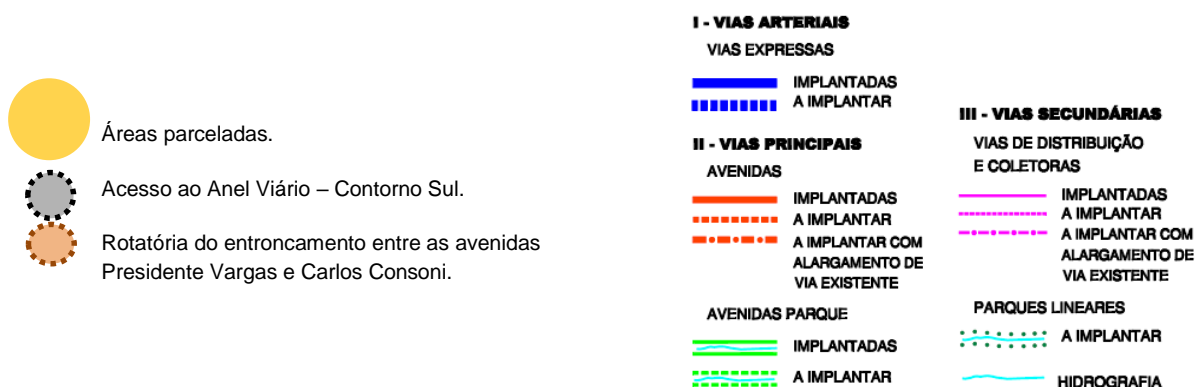 Áreas parceladas.
Acesso ao Anel Viário – Contorno Sul.
Rotatória do entroncamento entre as avenidas
Presidente Vargas e Carlos Consoni.
I - VIAS ARTERIAIS
VIAS EXPRESSAS
IMPLANTADAS
A IMPLANTAR
II - VIAS PRINCIPAIS
AVENIDAS
IMPLANTADAS
A IMPLANTAR
A IMPLANTAR COM
ALARGAMENTO DE
VIA EXISTENTE
AVENIDAS PARQUE
IMPLANTADAS
A IMPLANTAR
III - VIAS SECUNDÁRIAS
VIAS DE DISTRIBUIÇÃO
E COLETORAS
IMPLANTADAS
A IMPLANTAR
A IMPLANTAR COM
ALARGAMENTO DE
VIA EXISTENTE
PARQUES LINEARES
A IMPLANTAR
HIDROGRAFIA